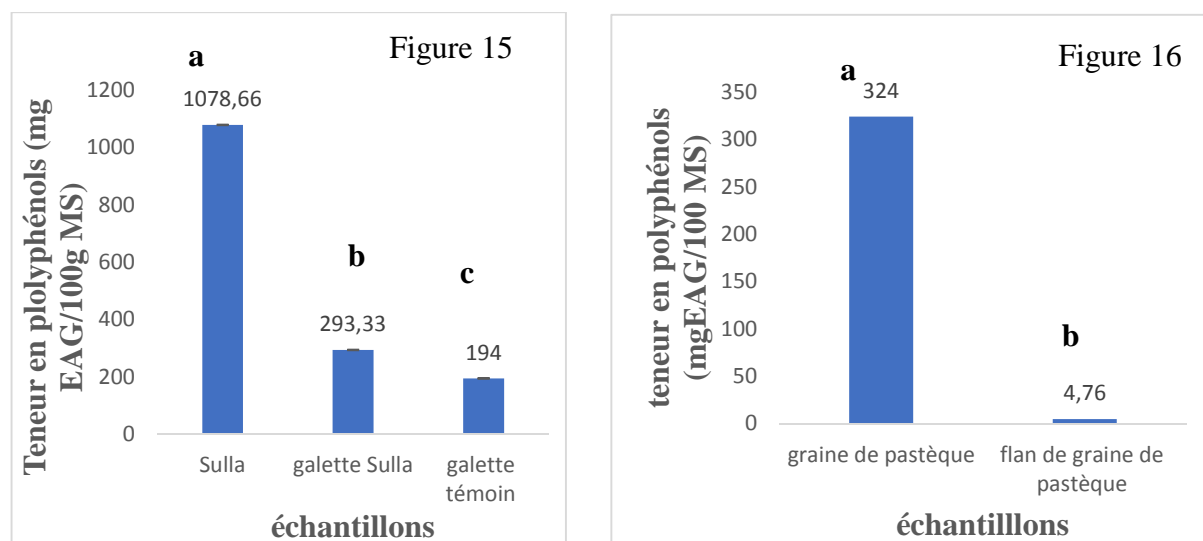 Figure 15
a
1078,66
b
293,33
c
194
1200
1000
800
600
400
200
0
Teneur en plolyphénols (mg
EAG/100g MS)
Sulla
galette Sulla
galette
témoin
échantillons
Figure 16
a
324
b
4,76
350
300
250
200
150
100
50
0
teneur en polyphénols
(mgEAG/100 MS)
graine de pastèque
flan de graine de
pastèque
échantilllons